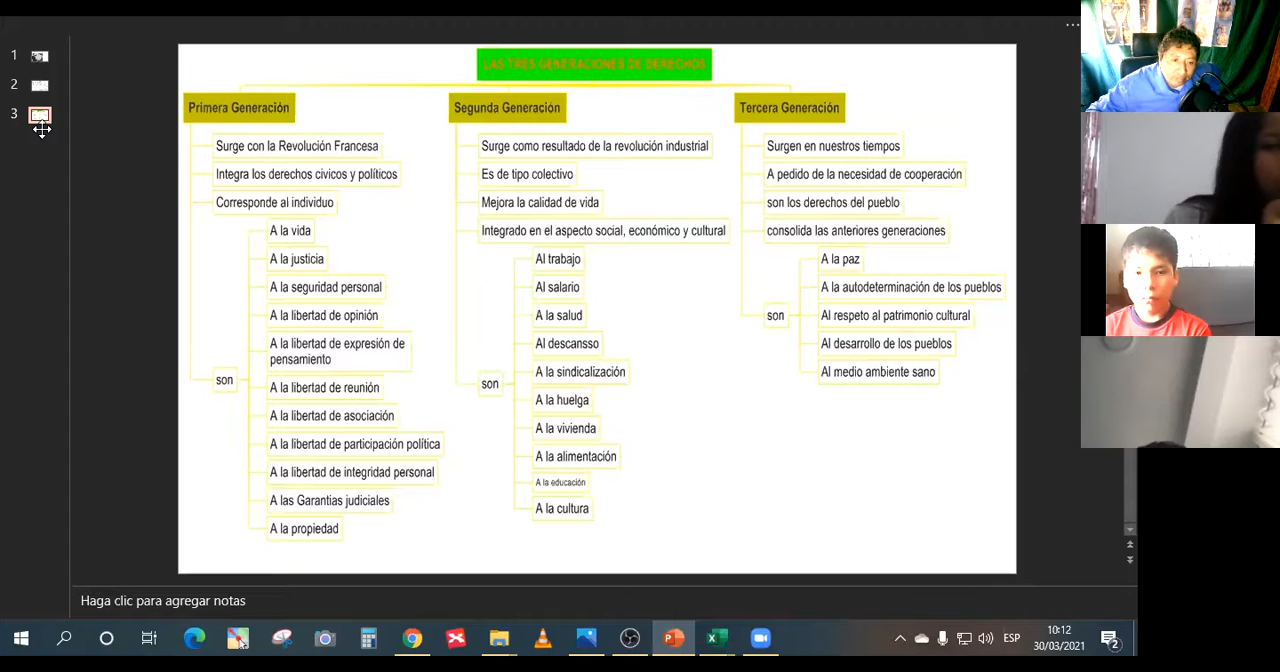 1
2
3
LAS TRES GENERACIONES DE DERECHOS
Primera Generación
Surge con la Revolución Francesa
Integra los derechos civicos y políticos
Corresponde al individuo
son
A la vida
A la justicia
A la seguridad personal
A la libertad de opinión
A la libertad de expresión de
pensamiento
A la libertad de reunión
A la libertad de asociación
A la libertad de participación política
A la libertad de integridad personal
A las Garantias judiciales
A la propiedad
Segunda Generación
Surge como resultado de la revolución industrial
Es de tipo colectivo
Mejora la calidad de vida
Integrado en el aspecto social, económico y cultural
son
Al trabajo
Al salario
A la salud
Al descansso
A la sindicalización
A la huelga
A la vivienda
A la alimentación
A la educación
A la cultura
Tercera Generación
Surgen en nuestros tiempos
A pedido de la necesidad de cooperación
son los derechos del pueblo
consolida las anteriores generaciones
son
A la paz
A la autodeterminación de los pueblos
Al respeto al patrimonio cultural
Al desarrollo de los pueblos
Al medio ambiente sano
Haga clic para agregar notas
ESP
10:12
30/03/2021
2